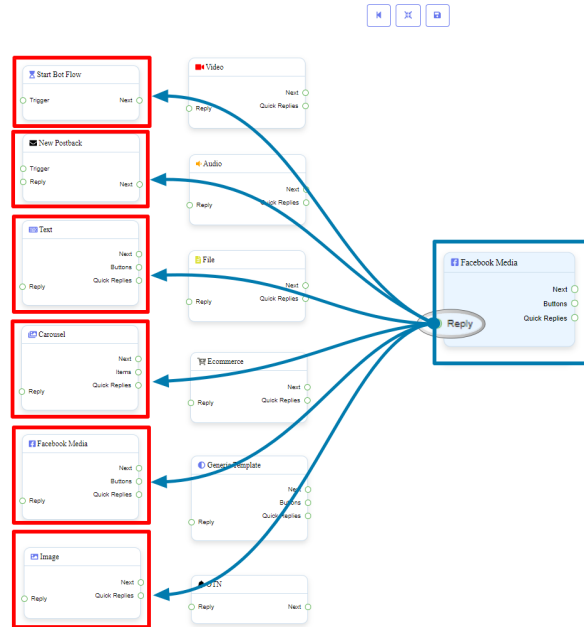 Start Bot Flow
Trigger
Next
New Postback
Trigger
Reply
Next
Text
Next
Buttons
Quick Replies
Reply
Carousel
Next
Items
Quick Replies
Reply
Facebook Media
Next
Buttons
Quick Replies
Reply
Image
Next
Quick Replies
Reply
Video
Next
Quick Replies
Reply
Audio
Next
Quick Replies
Reply
File
Next
Quick Replies
Reply
Ecommerce
Next
Quick Replies
Reply
Generic Template
Next
Buttons
Quick Replies
Reply
OTN
Reply
Next
Facebook Media
Next
Buttons
Quick Replies
Reply